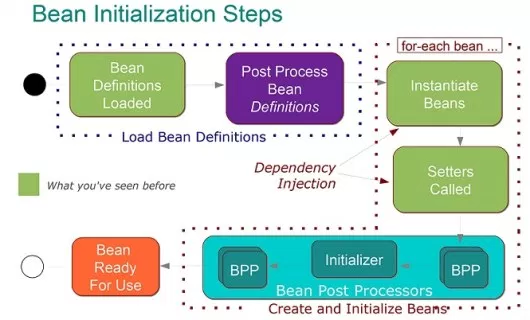 Bean Initialization Steps
for-each bean ...
Bean
Definitions
Loaded
Post Process
Bean
Definitions
Instantiate
Beans
Load Bean Definitions
Dependency
Injection
Setters
Called
What you've seen before
Bean
Ready
For Use
BPP
Initializer
BPP
Bean Post Processors
Create and Initialize Beans